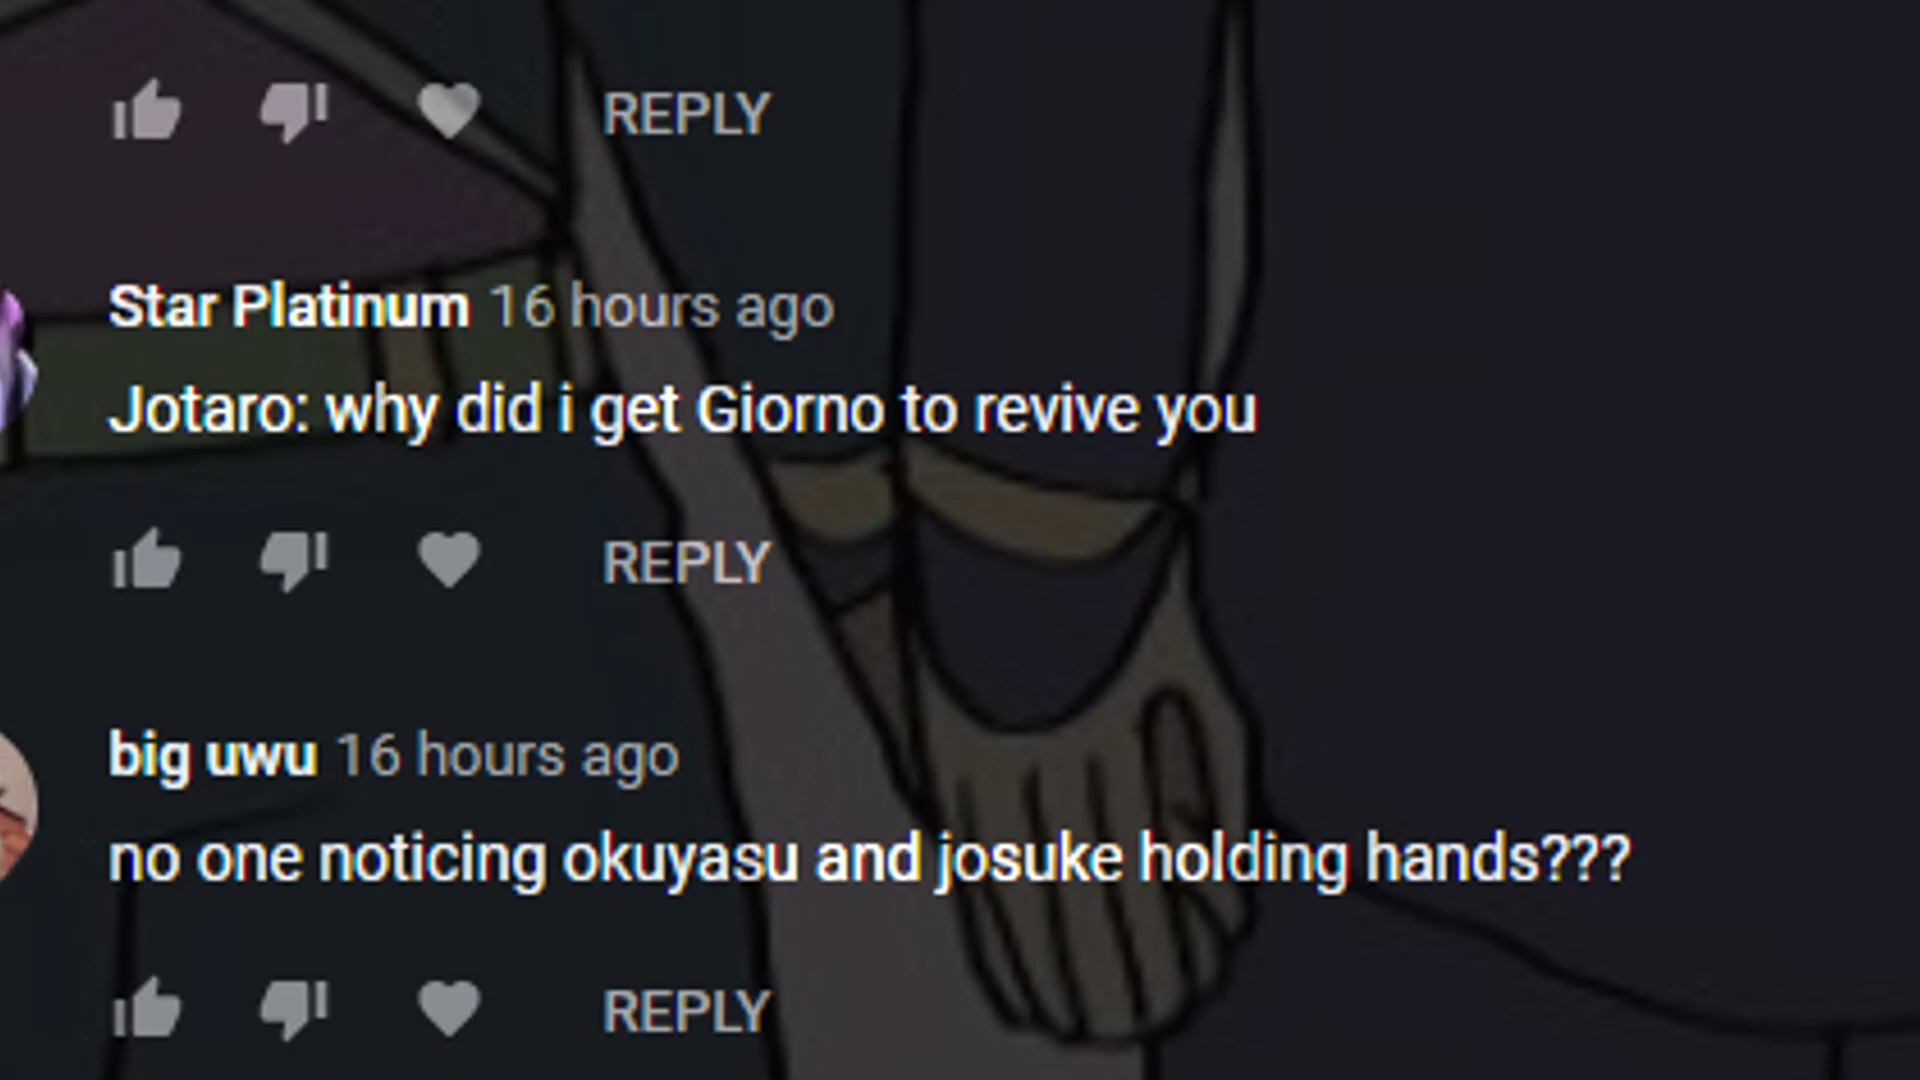 REPLY
Star Platinum 16 hours ago
Jotaro: why did i get Giorno to revive you
REPLY
big uwu 16 hours ago
no one noticing okuyasu and josuke holding hands???
REPLY